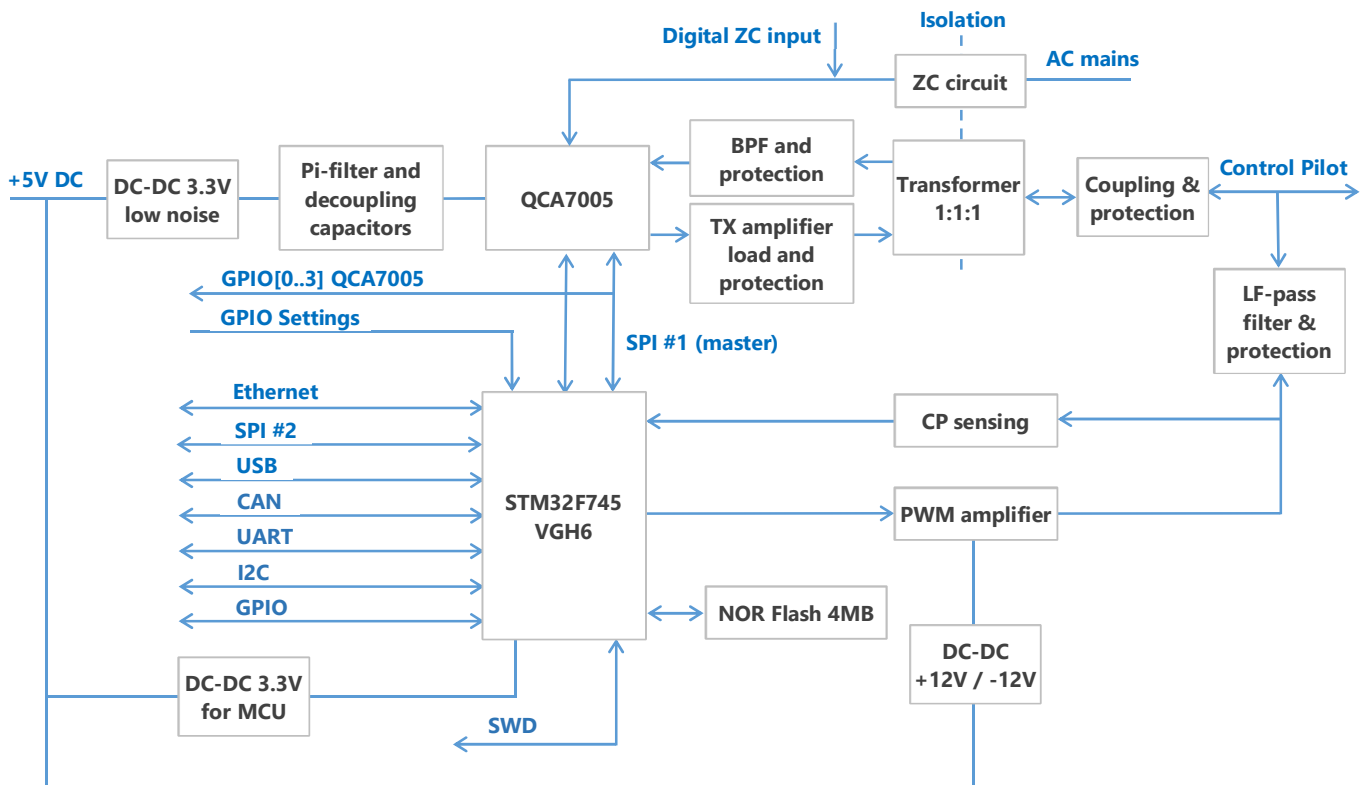 Isolation
Digital ZC input
AC mains
ZC circuit
BPF and
protection
+5V DC
DC-DC 3.3V
low noise
Pi-filter and
decoupling
capacitors
QCA7005
Transformer
1:1:1
Coupling &
protection
Control Pilot
TX amplifier
load and
protection
GPIO[0..3] QCA7005
GPIO Settings
SPI #1 (master)
LF-pass
filter &
protection
Ethernet
SPI #2
USB
CAN
UART
I2C
GPIO
STM32F745
VGH6
CP sensing
PWM amplifier
NOR Flash 4MB
DC-DC
+12V / -12V
DC-DC 3.3V
for MCU
SWD